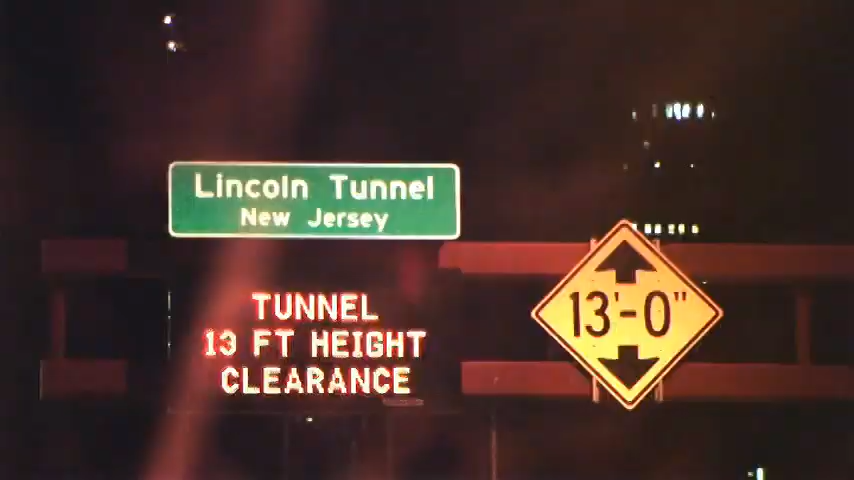 Lincoln Tunnel
New Jersey
TUNNEL
13 FT HEIGHT
CLEARANCE
13'-0"